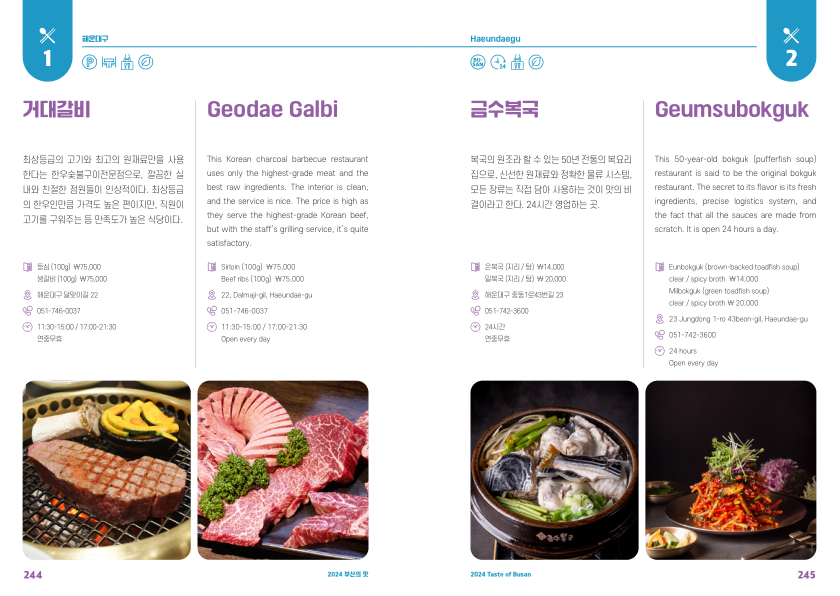 1
해운대구
P
거대갈비
최상등급의 고기와 최고의 원재료만을 사용
한다는 한우숯불구이전문점으로, 깔끔한 실
내와 친절한 점원들이 인상적이다. 최상등급
의 한우인만큼 가격도 높은 편이지만, 직원이
고기를 구워주는 등 만족도가 높은 식당이다.
등심 (100g) ₩75,000
생갈비 (100g) ₩75,000
해운대구 달맞이길 22
051-746-0037
11:30-15:00 / 17:00-21:30
연중무휴
Geodae Galbi
This Korean charcoal barbecue restaurant
uses only the highest-grade meat and the
best raw ingredients. The interior is clean,
and the service is nice. The price is high as
they serve the highest-grade Korean beef,
but with the staff's grilling service, it's quite
satisfactory.
Sirloin (100g) ₩75,000
Beef ribs (100g) ₩75,000
22, Dalmaji-gil, Haeundae-gu
051-746-0037
11:30-15:00 / 17:00-21:30
Open every day
244
2024 부산의 맛
Haeundaegu
2
BU-
SAN
24
금수복국
복국의 원조라 할 수 있는 50년 전통의 복요리
집으로, 신선한 원재료와 정확한 물류 시스템,
모든 장류는 직접 담아 사용하는 것이 맛의 비
결이라고 한다. 24시간 영업하는 곳.
은복국 (지리 / 탕) ₩14,000
밀복국 (지리 / 탕) ₩ 20,000
해운대구 중동1로43번길 23
051-742-3600
24시간
연중무휴
Geumsubokguk
This 50-year-old bokguk (pufferfish soup)
restaurant is said to be the original bokguk
restaurant. The secret to its flavor is its fresh
ingredients, precise logistics system, and
the fact that all the sauces are made from
scratch. It is open 24 hours a day.
Eunbokguk (brown-backed toadfish soup)
clear / spicy broth ₩14,000
Milbokguk (green toadfish soup)
clear / spicy broth ₩ 20,000
23 Jungdong 1-ro 43beon-gil, Haeundae-gu
051-742-3600
24 hours
Open every day
금수복국
2024 Taste of Busan
245